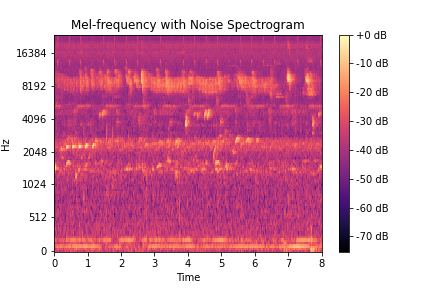 Mel-frequency with Noise Spectrogram
Hz
16384
8192
4096
2048
1024
512
0
0 1 2 3 4 5 6 7 8
Time
+0 dB
-10 dB
-20 dB
-30 dB
-40 dB
-50 dB
-60 dB
-70 dB